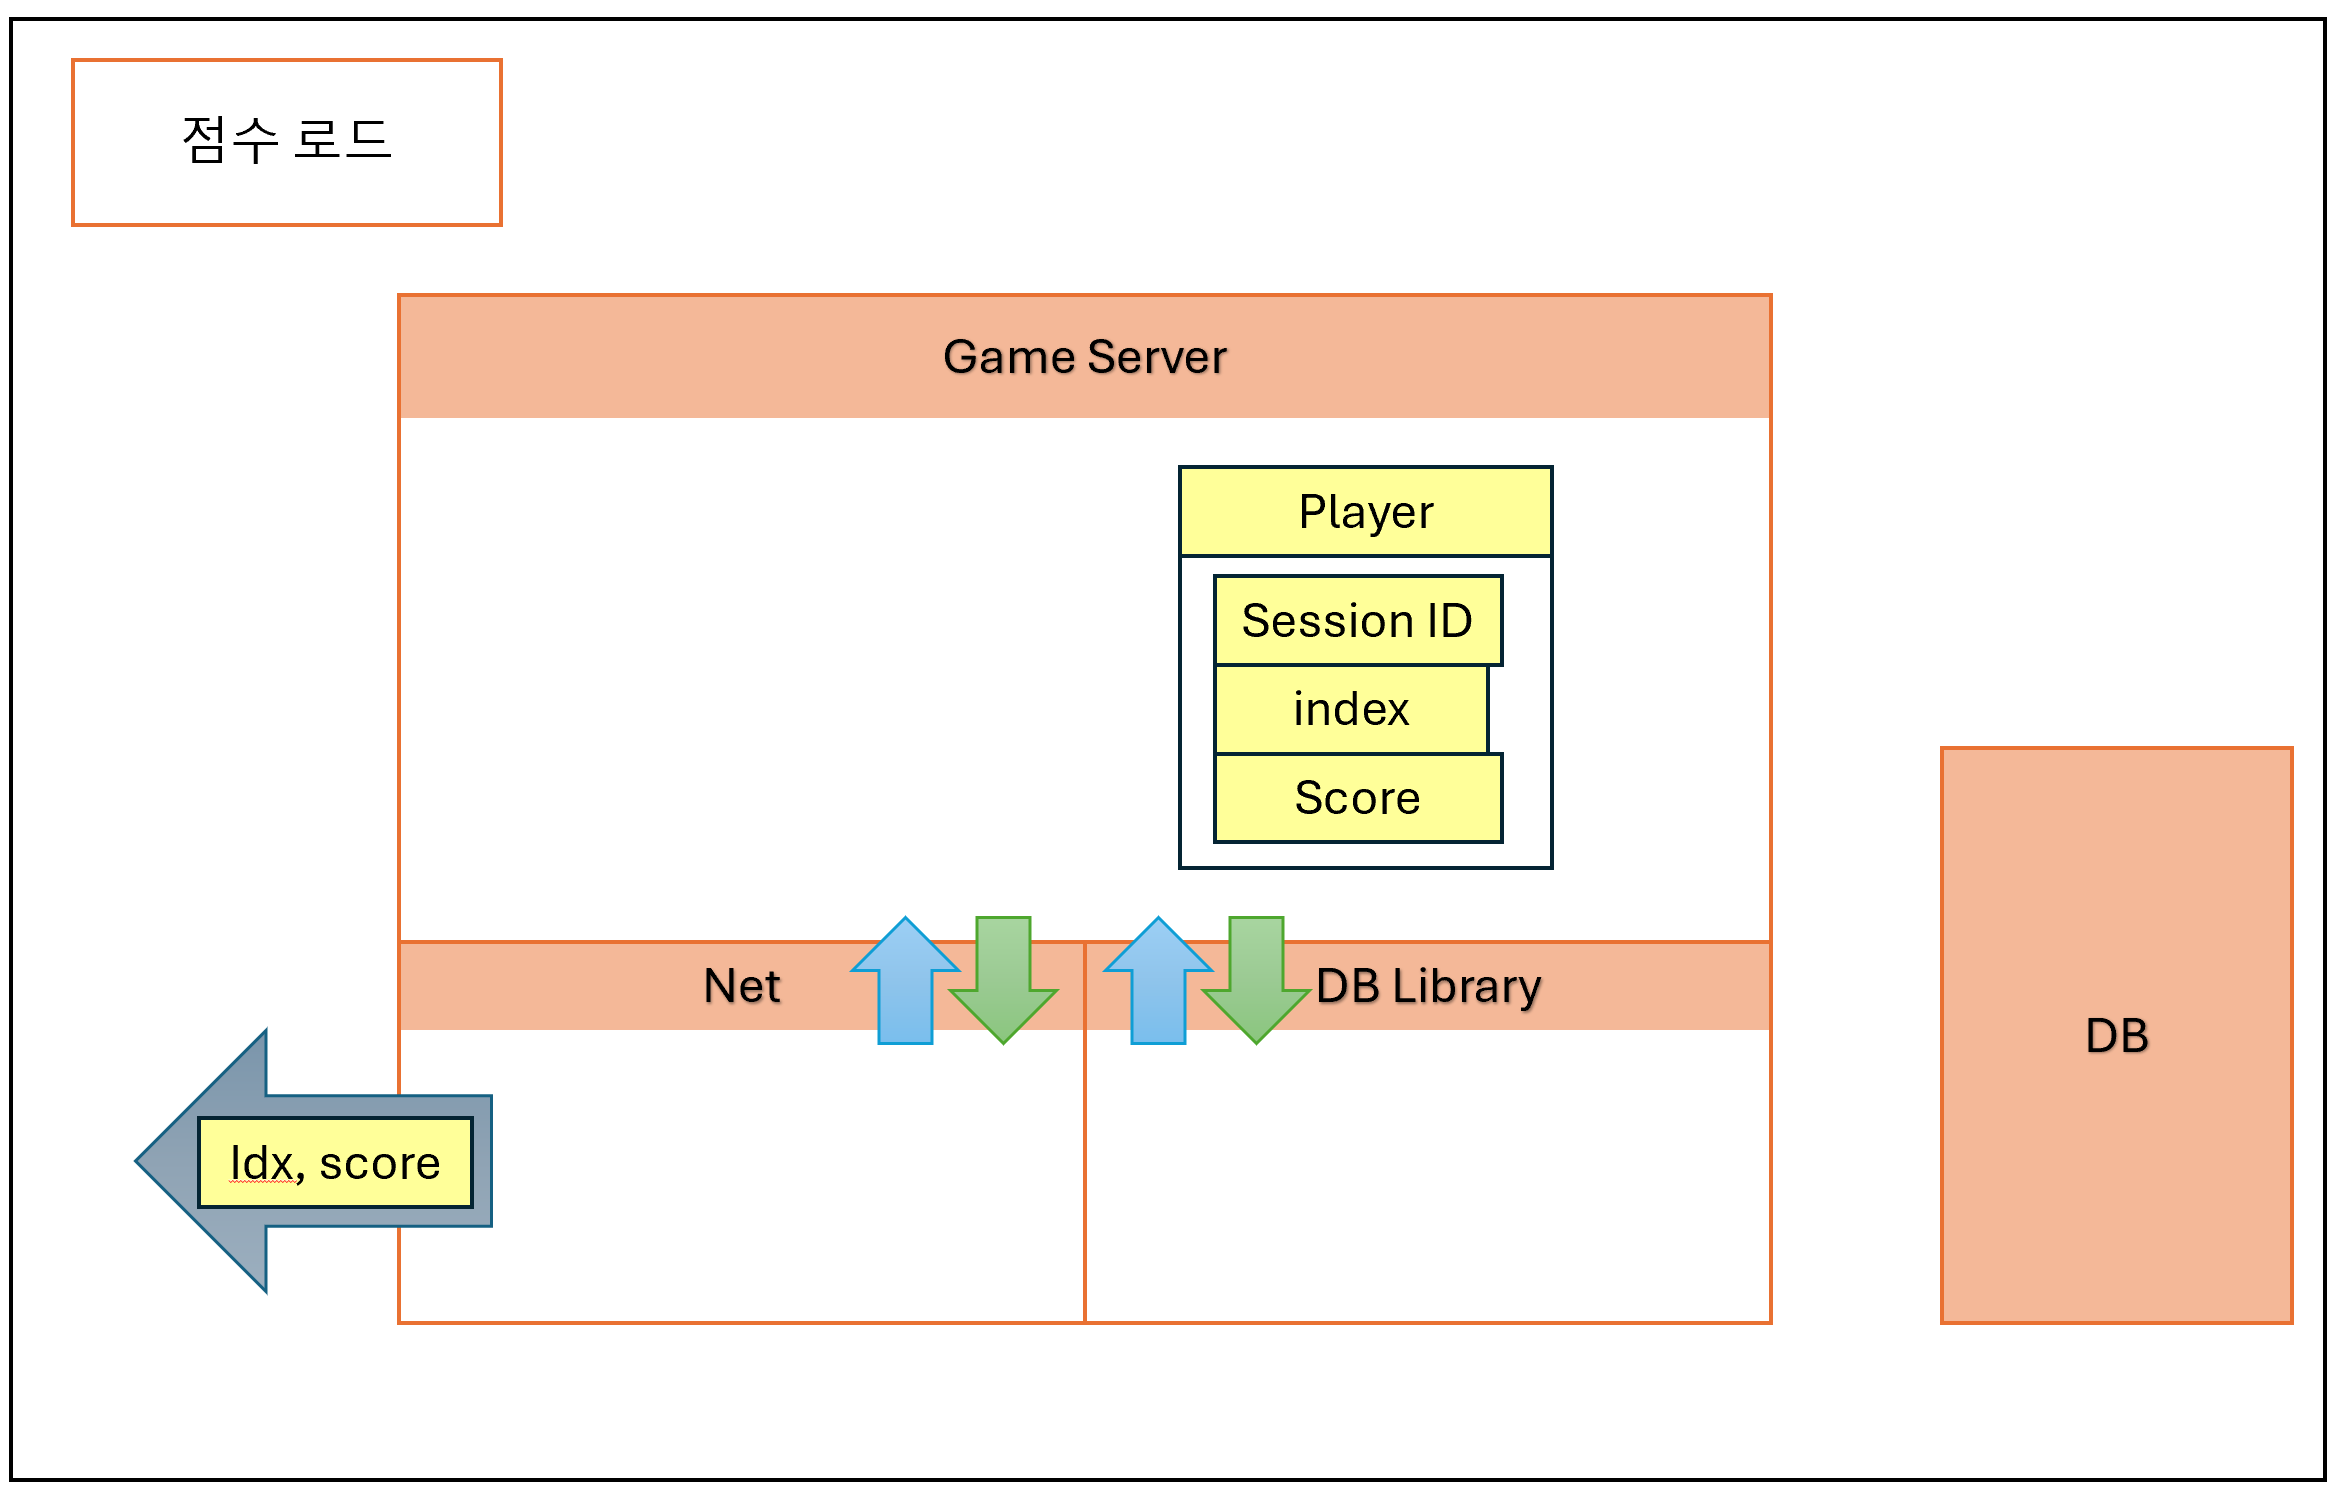 점수 로드
Game Server
Player
Session ID
index
Score
Net
DB Library
DB
Idx, score